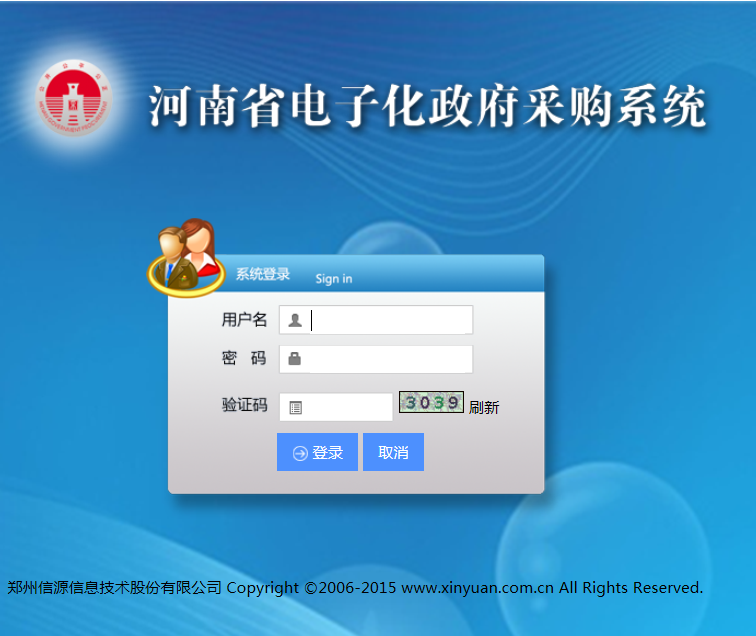 河南省电子化政府采购系统
系统登录 Sign in
用户名
密 码
验证码 3039 刷新
登录 取消
郑州信源信息技术股份有限公司 Copyright ©2006-2015 www.xinyuan.com.cn All Rights Reserved.